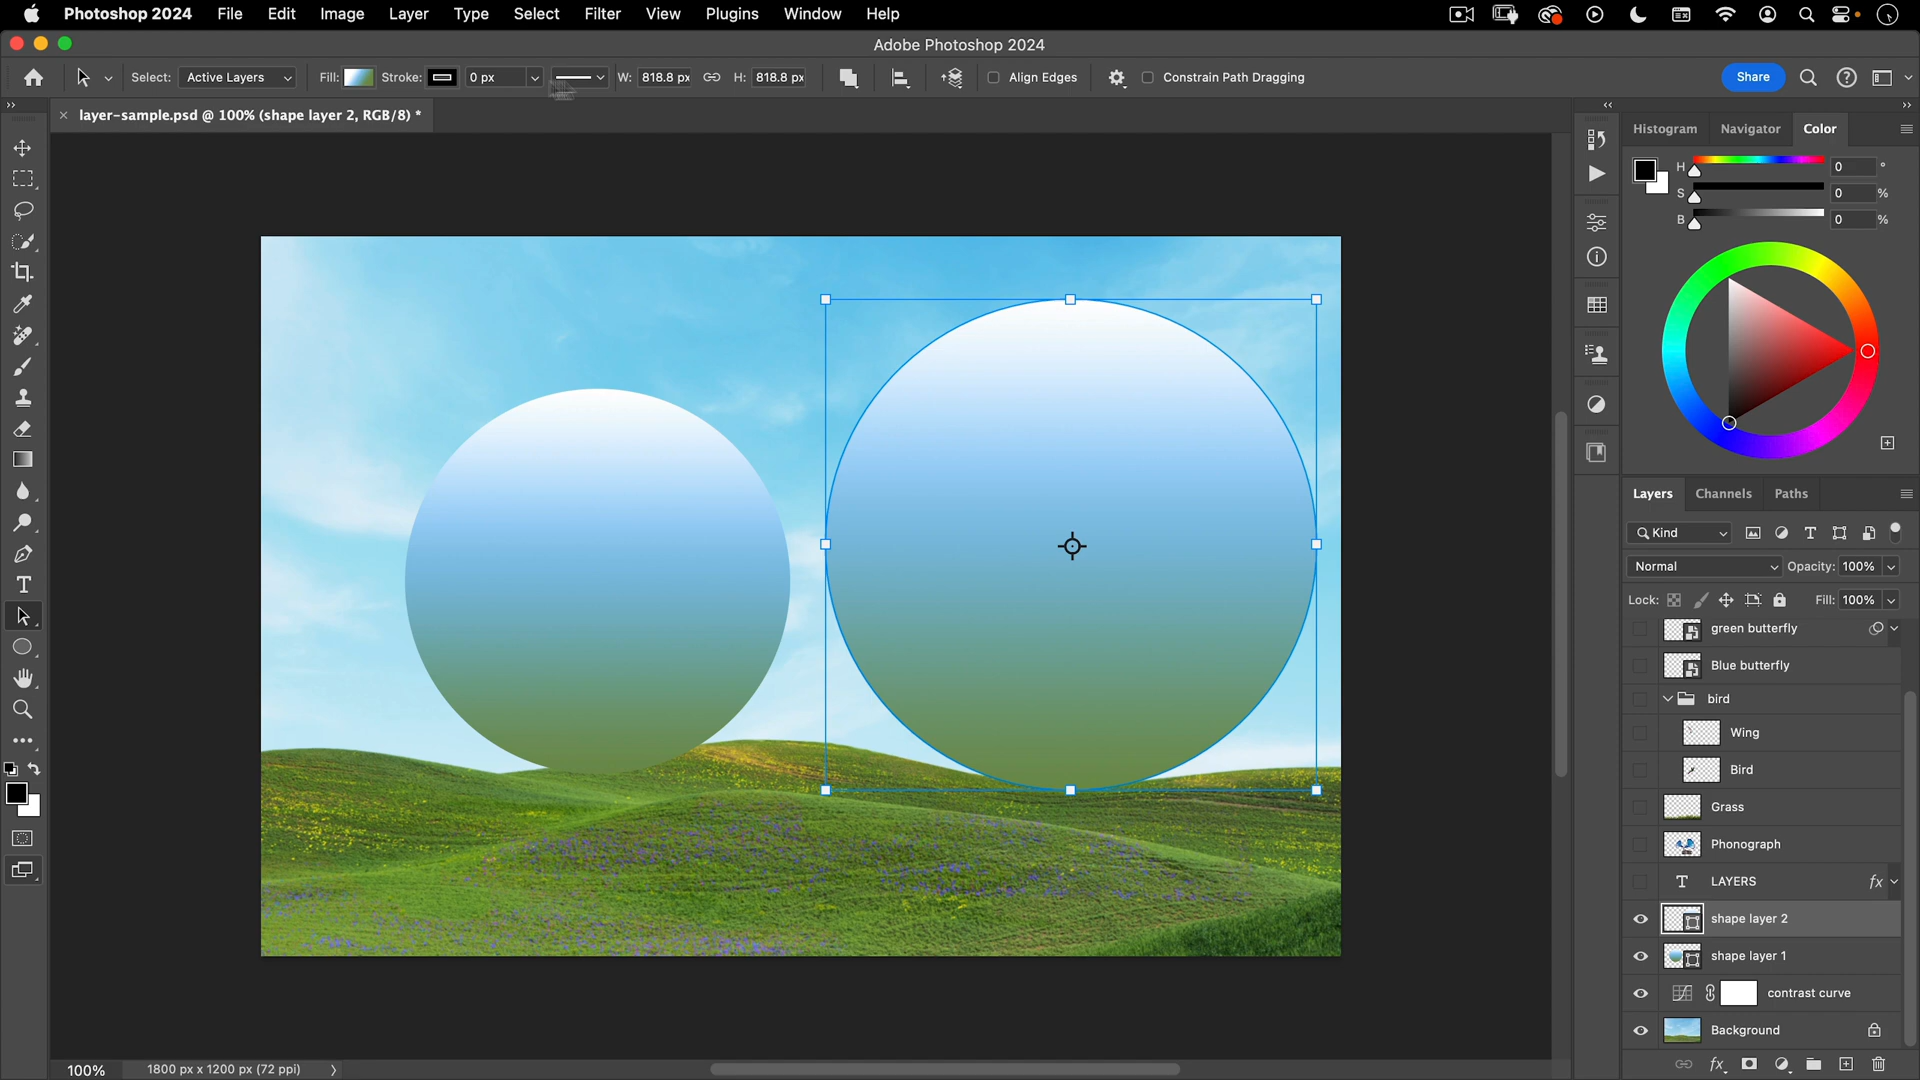 Photoshop 2024 File Edit Image Layer Type Select Filter View Plugins Window Help
Adobe Photoshop 2024
Select: Active Layers Fill: Stroke: 0 px W: 818.8 px H: 818.8 px Align Edges Constrain Path Dragging Share
× layer-sample.psd @ 100% (shape layer 2, RGB/8) *
Histogram Navigator Color
H 0 °
S 0 %
B 0 %
Layers Channels Paths
Kind
Normal Opacity: 100%
Lock: Fill: 100%
green butterfly
Blue butterfly
bird
Wing
Bird
Grass
Phonograph
T LAYERS fx
shape layer 2
shape layer 1
contrast curve
Background
100% 1800 px x 1200 px (72 ppi)
fx